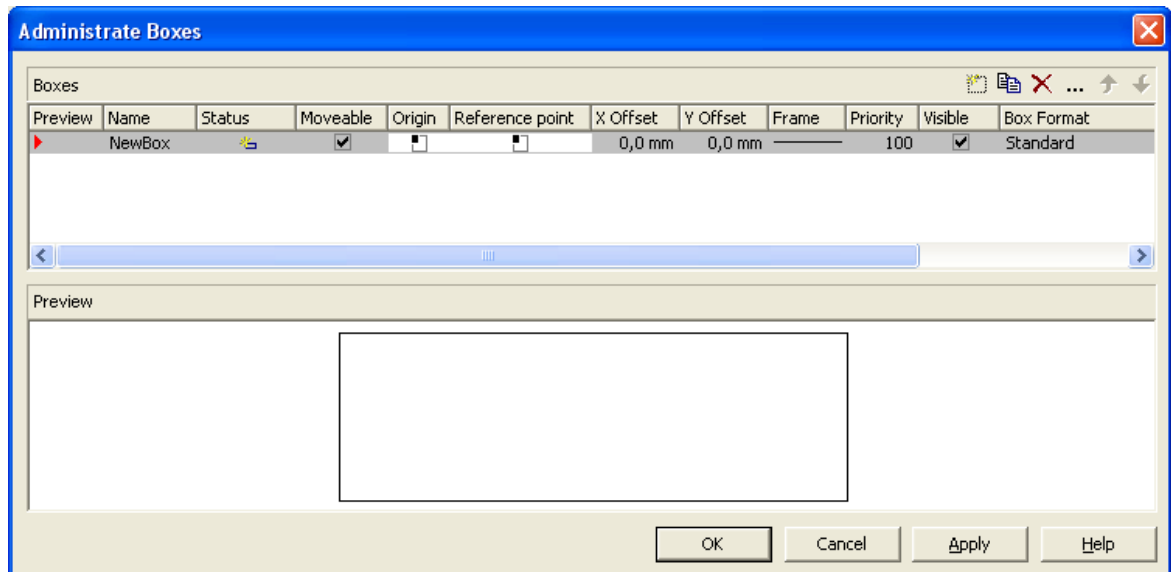 Administrate Boxes
Boxes ...
Preview Name Status Moveable Origin Reference point X Offset Y Offset Frame Priority Visible Box Format
NewBox 0,0 mm 0,0 mm 100 Standard
Preview
OK Cancel Apply Help